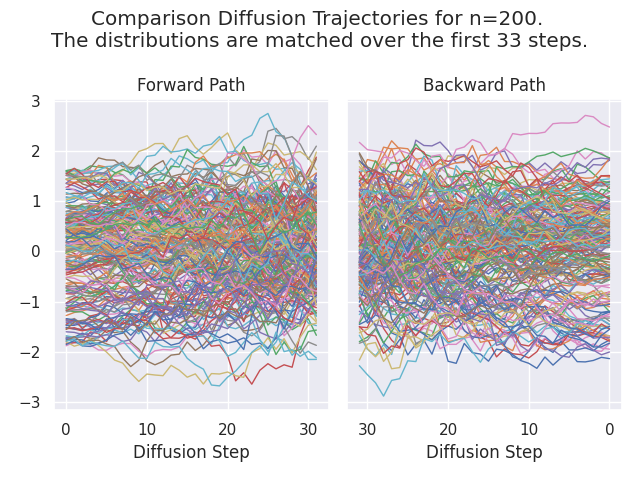 Comparison Diffusion Trajectories for n=200.
The distributions are matched over the first 33 steps.
Forward Path
Backward Path
3
2
1
0
−1
−2
−3
0 10 20 30
30 20 10 0
Diffusion Step
Diffusion Step